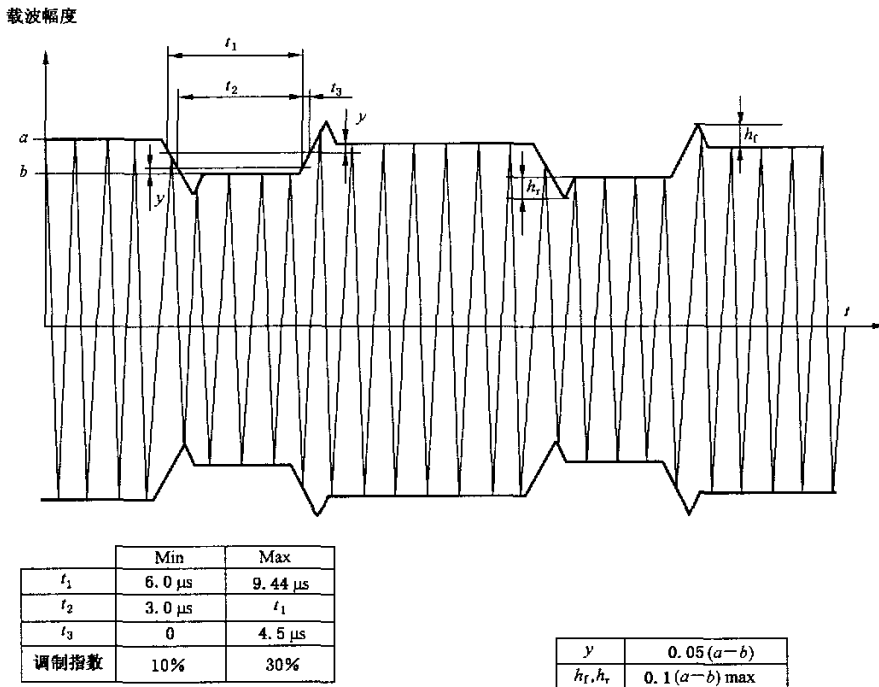 载波幅度
t₁
t₂
t₃
y
a
b
y
hᵣ
h_f
t
Min Max
t₁ 6.0 μs 9.44 μs
t₂ 3.0 μs t₁
t₃ 0 4.5 μs
调制指数 10% 30%
y 0.05(a−b)
h_f,hᵣ 0.1(a−b) max